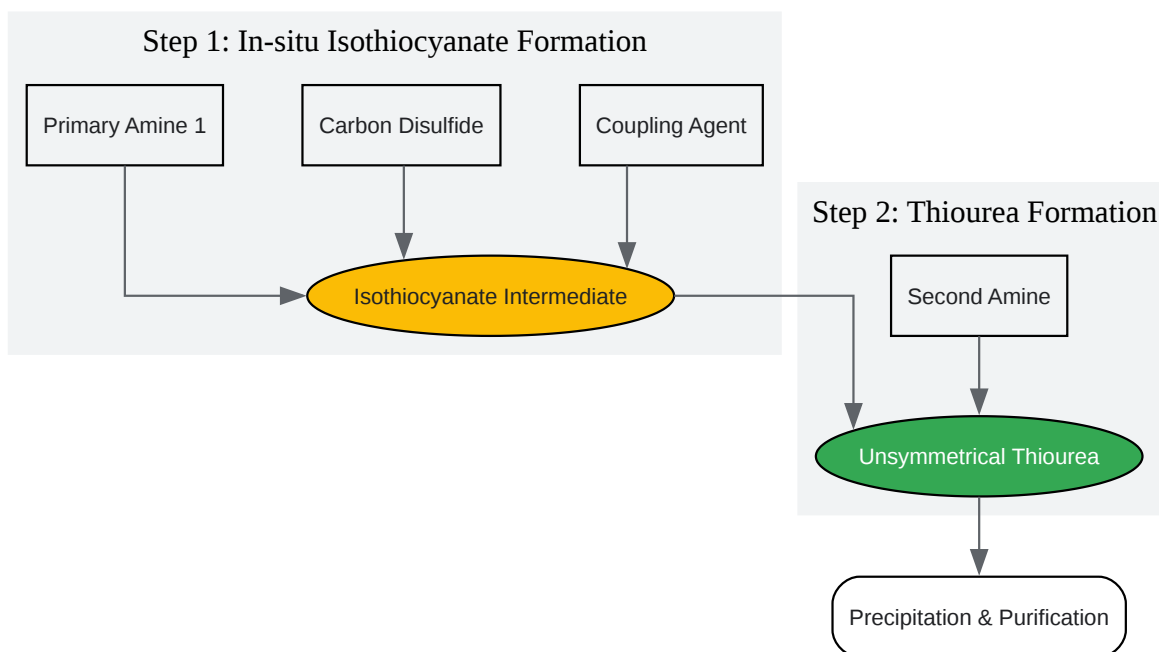 Step 1: In-situ Isothiocyanate Formation
Primary Amine 1
Carbon Disulfide
Coupling Agent
Isothiocyanate Intermediate
Step 2: Thiourea Formation
Second Amine
Unsymmetrical Thiourea
Precipitation & Purification